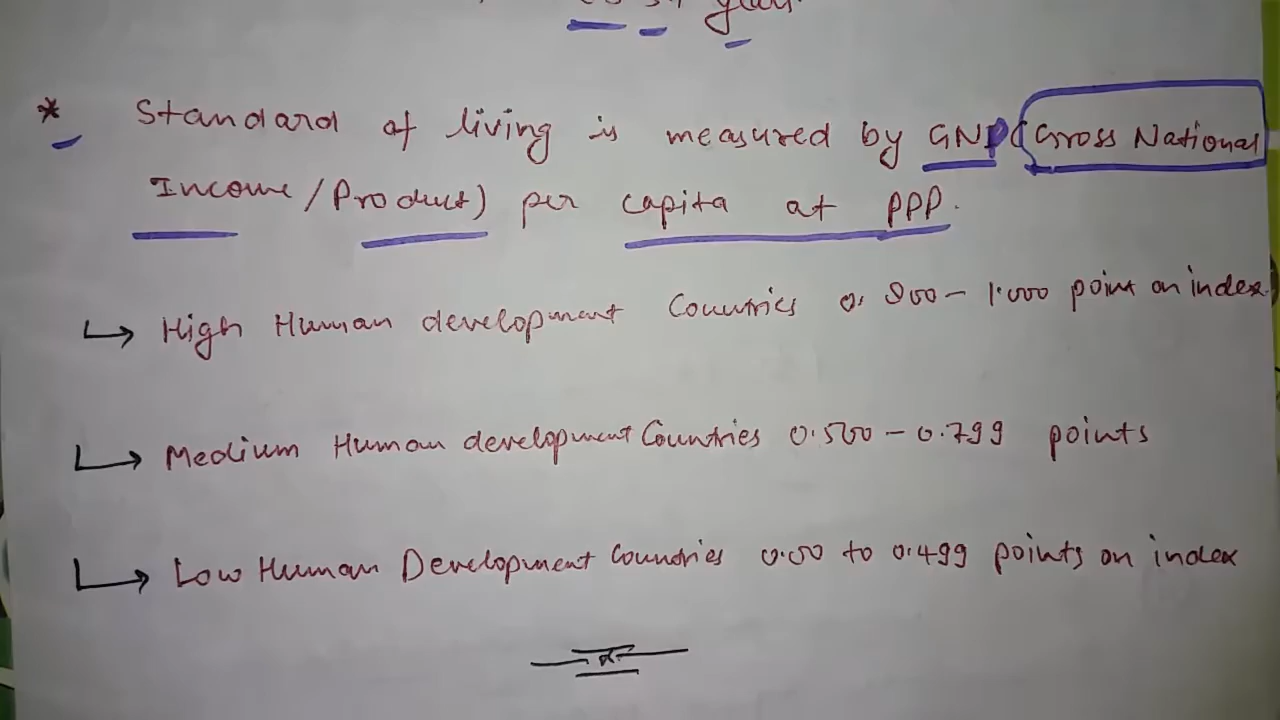 * Standard of living is measured by GNP (Gross National
Income/Product) per capita at PPP.
↳ High Human development Countries 0.800 – 1.000 point on index
↳ Medium Human development Countries 0.500 – 0.799 points
↳ Low Human Development Countries 0.00 to 0.499 points on index